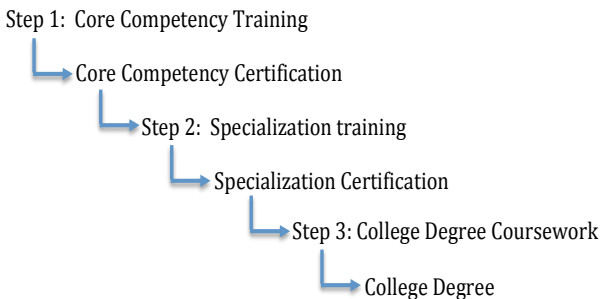 Step 1: Core Competency Training
Core Competency Certification
Step 2: Specialization training
Specialization Certification
Step 3: College Degree Coursework
College Degree